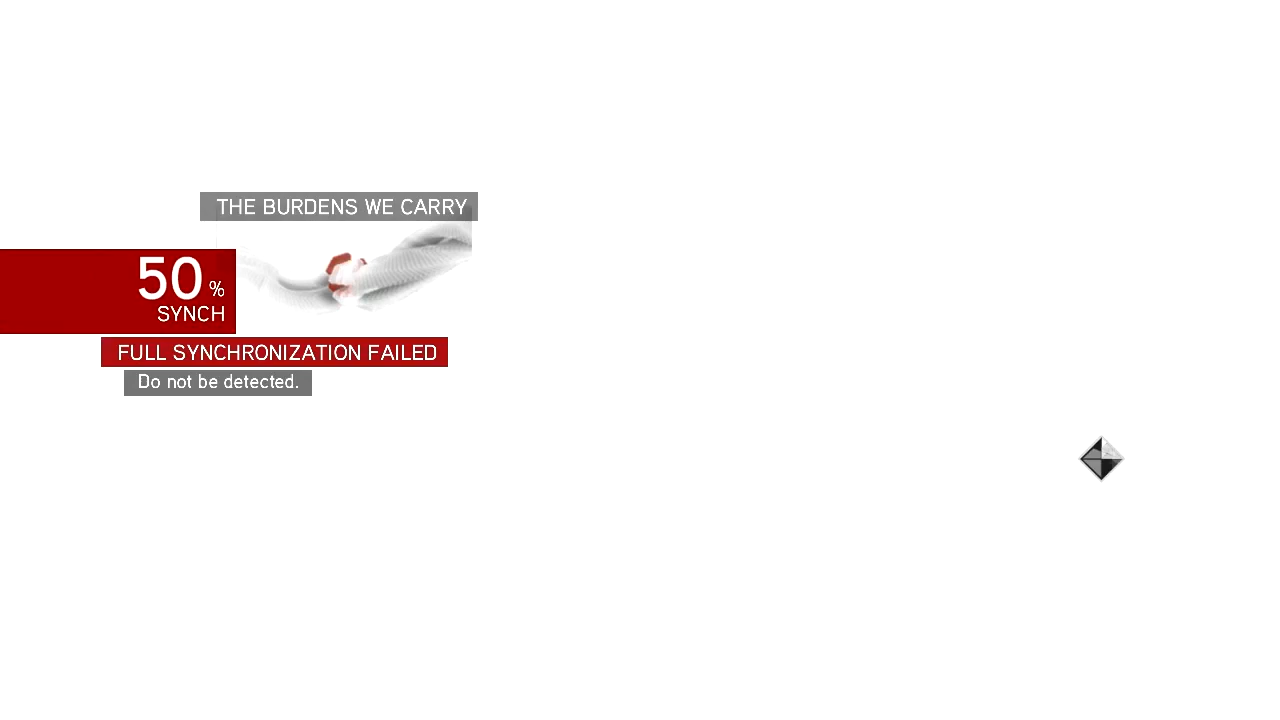 THE BURDENS WE CARRY
50 %
SYNCH
FULL SYNCHRONIZATION FAILED
Do not be detected.